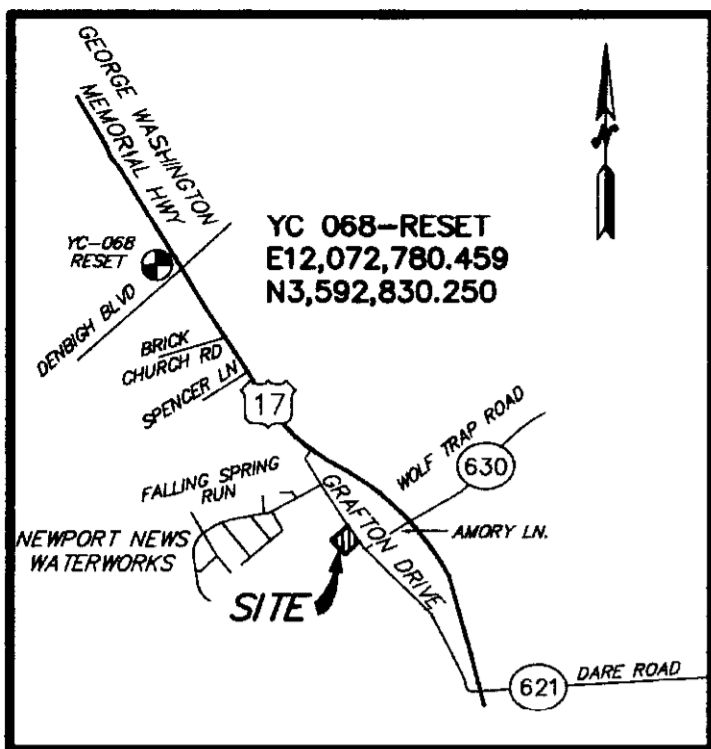 GEORGE WASHINGTON
MEMORIAL HWY
N
YC-068
RESET
YC 068-RESET
E12,072,780.459
N3,592,830.250
DENBIGH BLVD
BRICK
CHURCH RD
SPENCER LN
17
WOLF TRAP ROAD
630
FALLING SPRING
RUN
GRAFTON DRIVE
AMORY LN.
NEWPORT NEWS
WATERWORKS
SITE
621
DARE ROAD